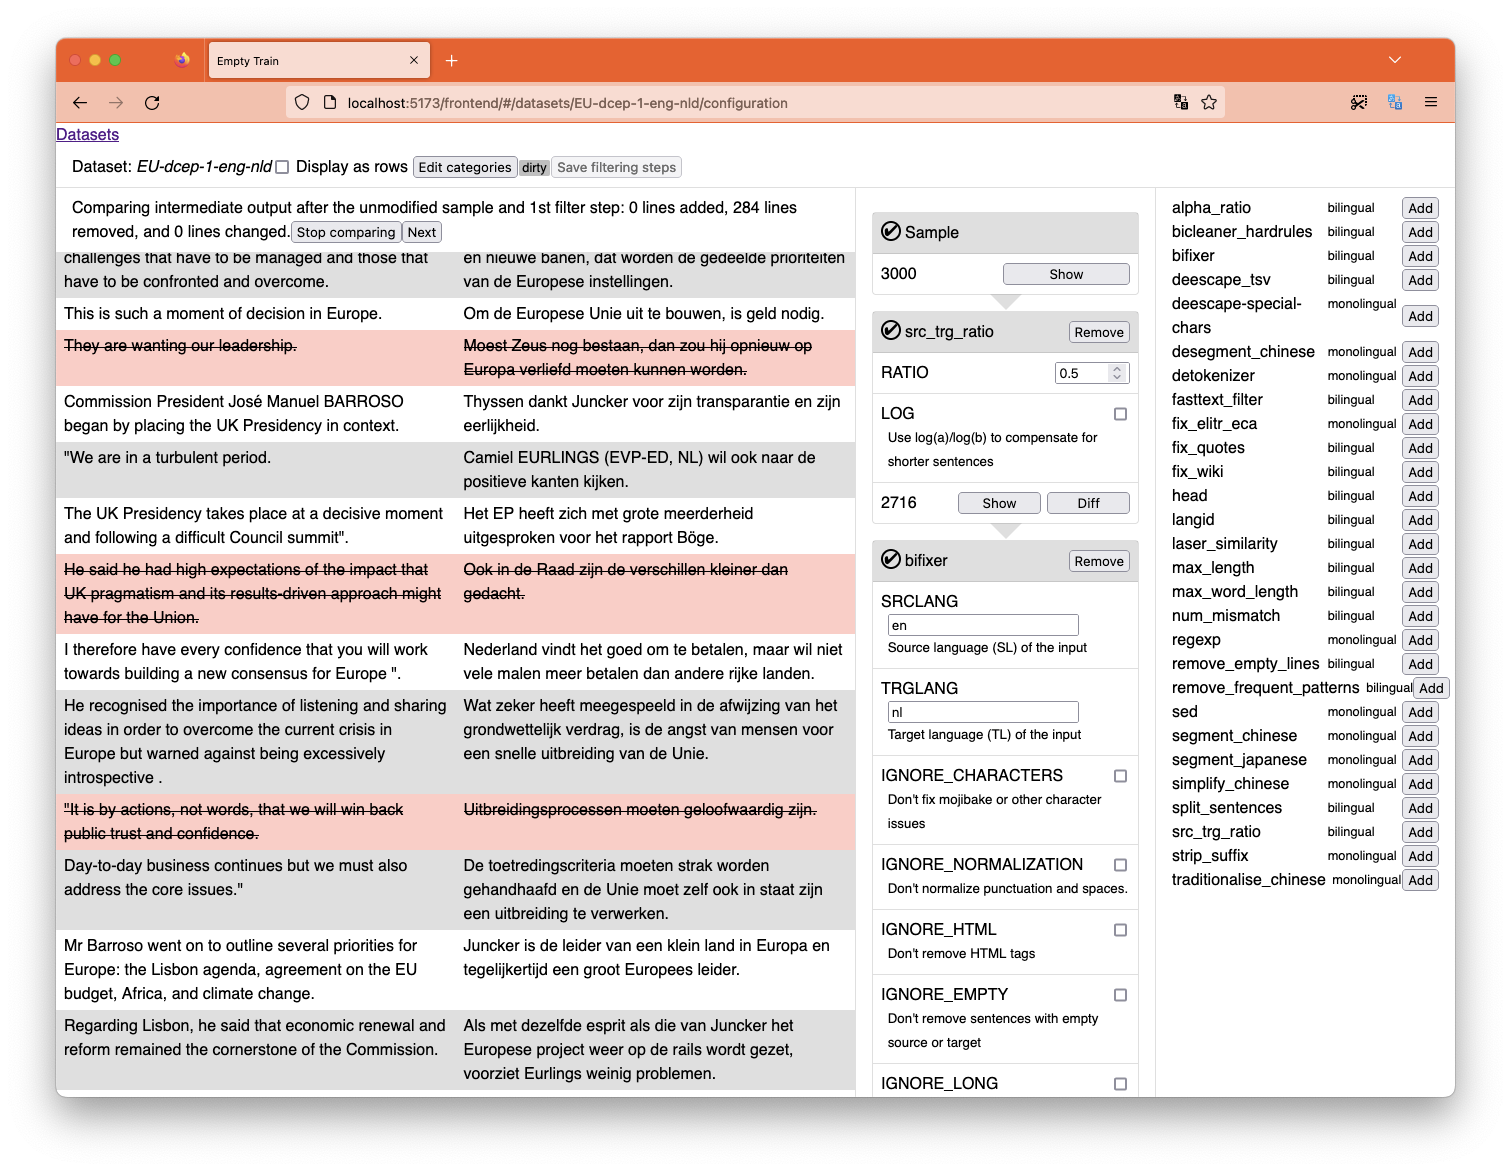 Empty Train
localhost:5173/frontend/#/datasets/EU-dcep-1-eng-nld/configuration
Datasets
Dataset: EU-dcep-1-eng-nld Display as rows Edit categories dirty Save filtering steps
Comparing intermediate output after the unmodified sample and 1st filter step: 0 lines added, 284 lines
removed, and 0 lines changed. Stop comparing Next
challenges that have to be managed and those that
have to be confronted and overcome.
en nieuwe banen, dat worden de gedeelde prioriteiten
van de Europese instellingen.
This is such a moment of decision in Europe.
Om de Europese Unie uit te bouwen, is geld nodig.
They are wanting our leadership.
Moest Zeus nog bestaan, dan zou hij opnieuw op
Europa verliefd moeten kunnen worden.
Commission President José Manuel BARROSO
began by placing the UK Presidency in context.
Thyssen dankt Juncker voor zijn transparantie en zijn
eerlijkheid.
"We are in a turbulent period.
Camiel EURLINGS (EVP-ED, NL) wil ook naar de
positieve kanten kijken.
The UK Presidency takes place at a decisive moment
and following a difficult Council summit".
Het EP heeft zich met grote meerderheid
uitgesproken voor het rapport Böge.
He said he had high expectations of the impact that
UK pragmatism and its results-driven approach might
have for the Union.
Ook in de Raad zijn de verschillen kleiner dan
gedacht.
I therefore have every confidence that you will work
towards building a new consensus for Europe ".
Nederland vindt het goed om te betalen, maar wil niet
vele malen meer betalen dan andere rijke landen.
He recognised the importance of listening and sharing
ideas in order to overcome the current crisis in
Europe but warned against being excessively
introspective .
Wat zeker heeft meegespeeld in de afwijzing van het
grondwettelijk verdrag, is de angst van mensen voor
een snelle uitbreiding van de Unie.
"It is by actions, not words, that we will win back
public trust and confidence.
Uitbreidingsprocessen moeten geloofwaardig zijn.
Day-to-day business continues but we must also
address the core issues."
De toetredingscriteria moeten strak worden
gehandhaafd en de Unie moet zelf ook in staat zijn
een uitbreiding te verwerken.
Mr Barroso went on to outline several priorities for
Europe: the Lisbon agenda, agreement on the EU
budget, Africa, and climate change.
Juncker is de leider van een klein land in Europa en
tegelijkertijd een groot Europees leider.
Regarding Lisbon, he said that economic renewal and
reform remained the cornerstone of the Commission.
Als met dezelfde esprit als die van Juncker het
Europese project weer op de rails wordt gezet,
voorziet Eurlings weinig problemen.
Sample
3000 Show
src_trg_ratio Remove
RATIO 0.5
LOG
Use log(a)/log(b) to compensate for
shorter sentences
2716 Show Diff
bifixer Remove
SRCLANG
en
Source language (SL) of the input
TRGLANG
nl
Target language (TL) of the input
IGNORE_CHARACTERS
Don't fix mojibake or other character
issues
IGNORE_NORMALIZATION
Don't normalize punctuation and spaces.
IGNORE_HTML
Don't remove HTML tags
IGNORE_EMPTY
Don't remove sentences with empty
source or target
IGNORE_LONG
alpha_ratio bilingual Add
bicleaner_hardrules bilingual Add
bifixer bilingual Add
deescape_tsv bilingual Add
deescape-special-
chars monolingual Add
desegment_chinese monolingual Add
detokenizer monolingual Add
fasttext_filter bilingual Add
fix_elitr_eca monolingual Add
fix_quotes bilingual Add
fix_wiki bilingual Add
head bilingual Add
langid bilingual Add
laser_similarity bilingual Add
max_length bilingual Add
max_word_length bilingual Add
num_mismatch bilingual Add
regexp monolingual Add
remove_empty_lines bilingual Add
remove_frequent_patterns bilingual Add
sed monolingual Add
segment_chinese monolingual Add
segment_japanese monolingual Add
simplify_chinese monolingual Add
split_sentences bilingual Add
src_trg_ratio bilingual Add
strip_suffix monolingual Add
traditionalise_chinese monolingual Add